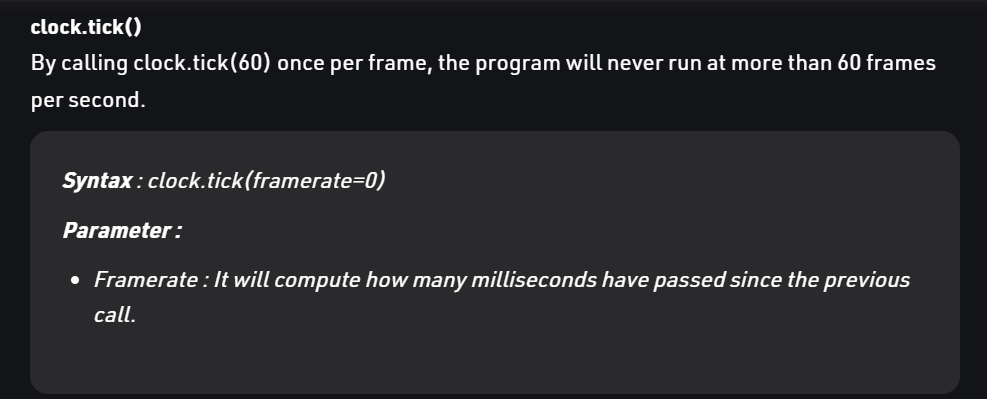 clock.tick()
By calling clock.tick(60) once per frame, the program will never run at more than 60 frames
per second.
Syntax : clock.tick(framerate=0)
Parameter :
• Framerate : It will compute how many milliseconds have passed since the previous
call.